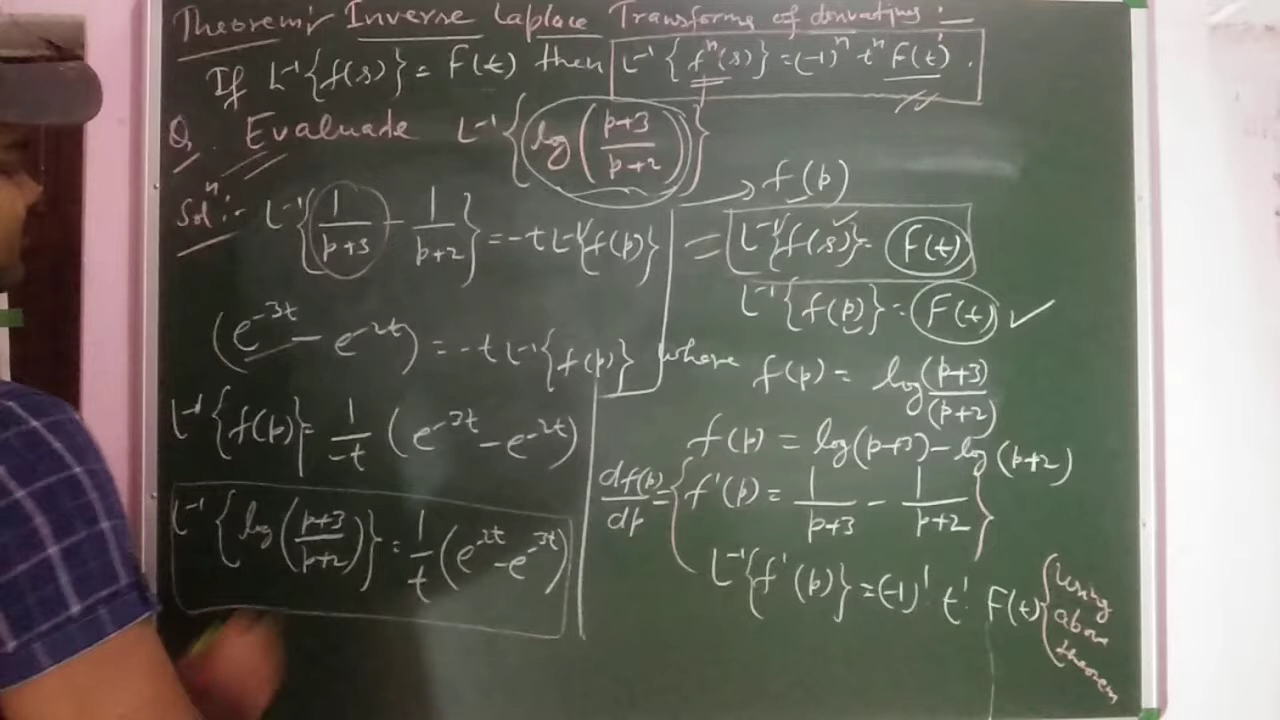 Theorem:- Inverse Laplace Transforms of derivatives:-
If L⁻¹{f(s)} = F(t) then L⁻¹{fⁿ(s)} = (-1)ⁿ tⁿ F(t).
Q. Evaluate L⁻¹{log((p+3)/(p+2))}
Solⁿ:- L⁻¹{1/(p+3) - 1/(p+2)} = -t L⁻¹{f(p)}
(e^-3t - e^-2t) = -t L⁻¹{f(p)}
L⁻¹{f(p)} = 1/-t (e^-3t - e^-2t)
L⁻¹{log((p+3)/(p+2))} = 1/t (e^-2t - e^-3t)
→ f(p)
= L⁻¹{f(s)} = F(t)
L⁻¹{f(p)} = F(t) ✓
where f(p) = log (p+3)/(p+2)
f(p) = log(p+3) - log(p+2)
df(p)/dp = {f'(p) = 1/(p+3) - 1/(p+2)}
L⁻¹{f'(p)} = (-1)¹ t¹. F(t) {Using
above
theorem